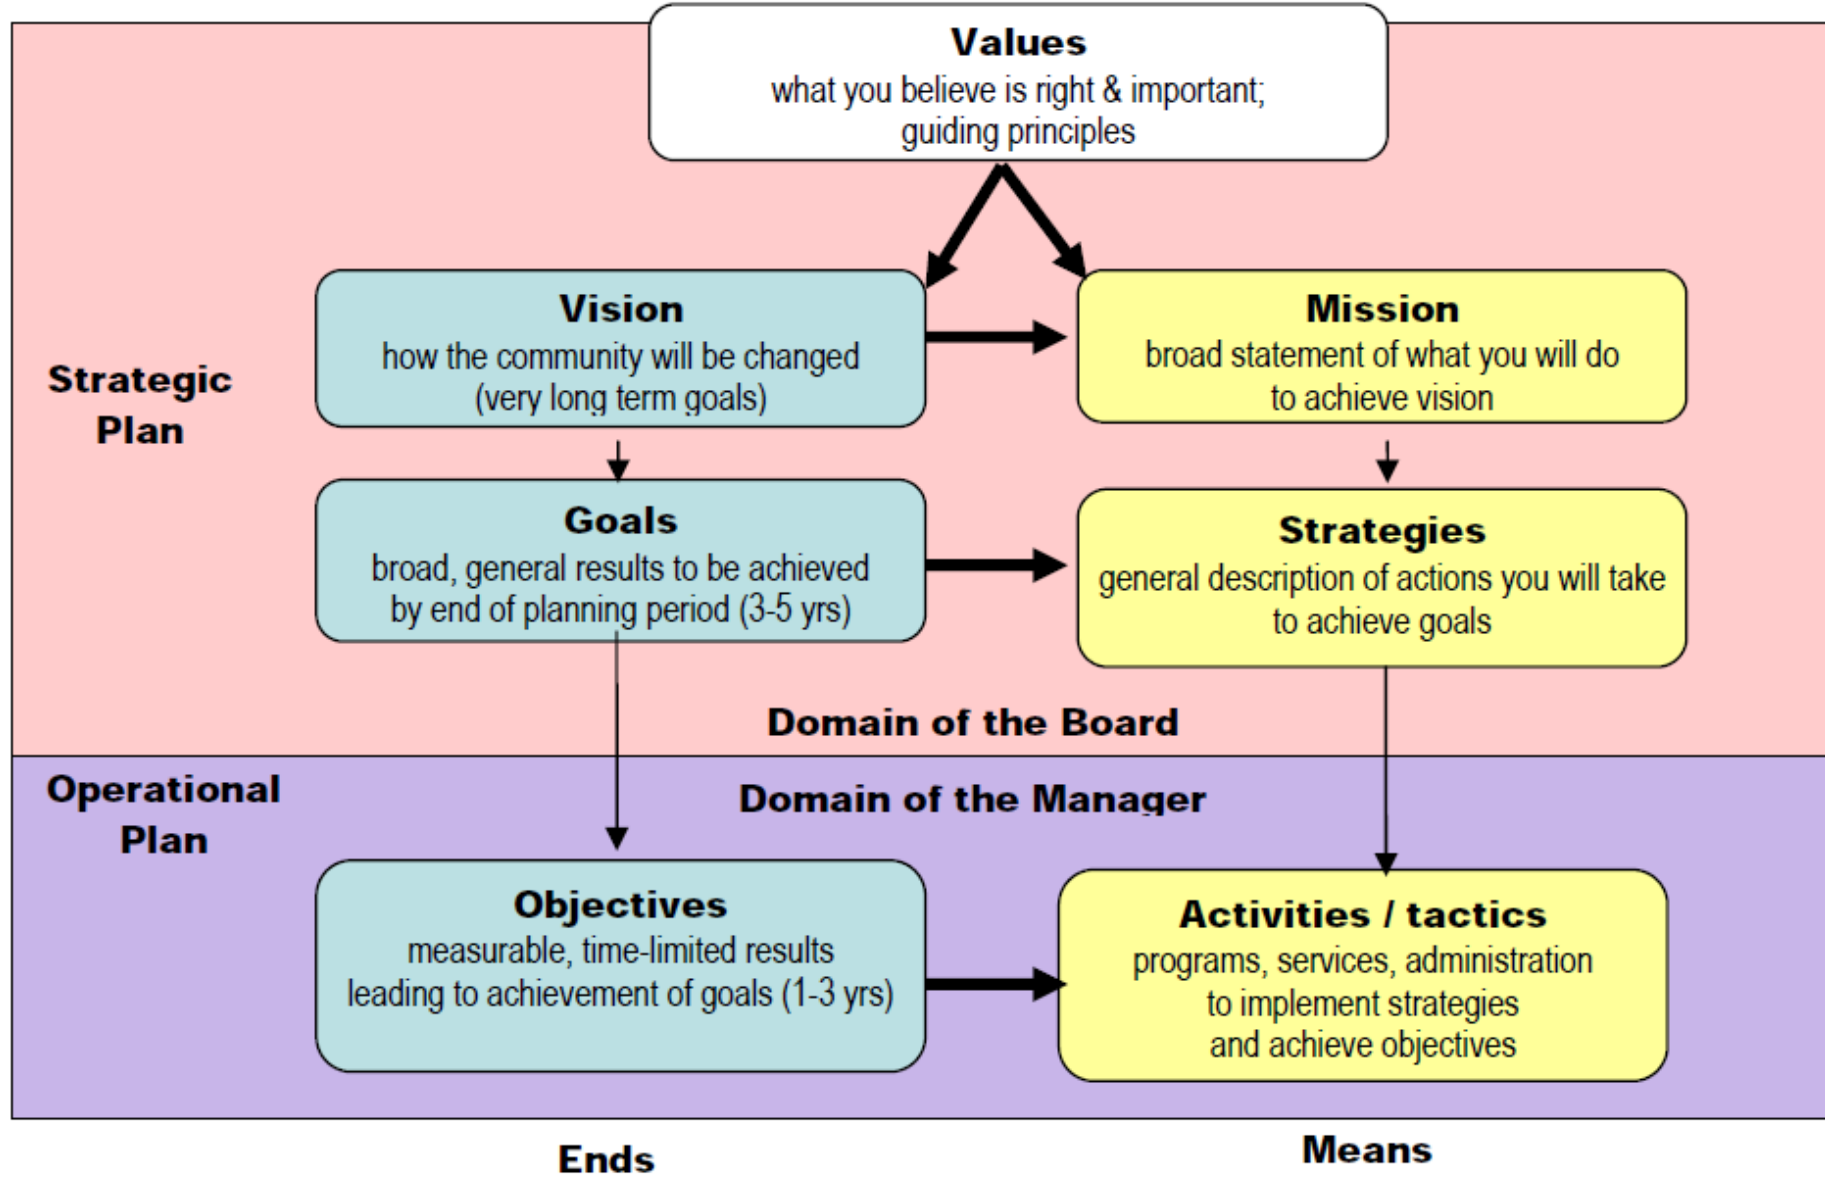 Values
what you believe is right & important;
guiding principles
Vision
how the community will be changed
(very long term goals)
Mission
broad statement of what you will do
to achieve vision
Strategic
Plan
Goals
broad, general results to be achieved
by end of planning period (3-5 yrs)
Strategies
general description of actions you will take
to achieve goals
Domain of the Board
Operational
Plan
Domain of the Manager
Objectives
measurable, time-limited results
leading to achievement of goals (1-3 yrs)
Activities / tactics
programs, services, administration
to implement strategies
and achieve objectives
Ends
Means